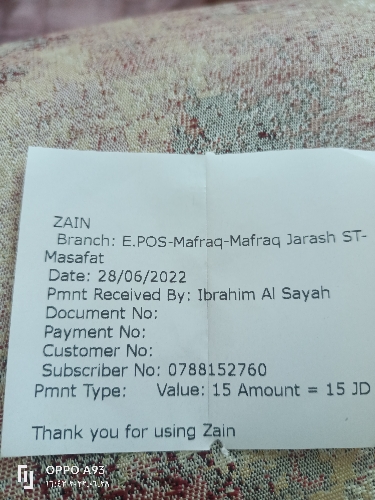 ZAIN
Branch: E.POS-Mafraq-Mafraq Jarash ST-
Masafat
Date: 28/06/2022
Pmnt Received By: Ibrahim Al Sayah
Document No:
Payment No:
Customer No:
Subscriber No: 0788152760
Pmnt Type: Value: 15 Amount = 15 JD
Thank you for using Zain
OPPO A93